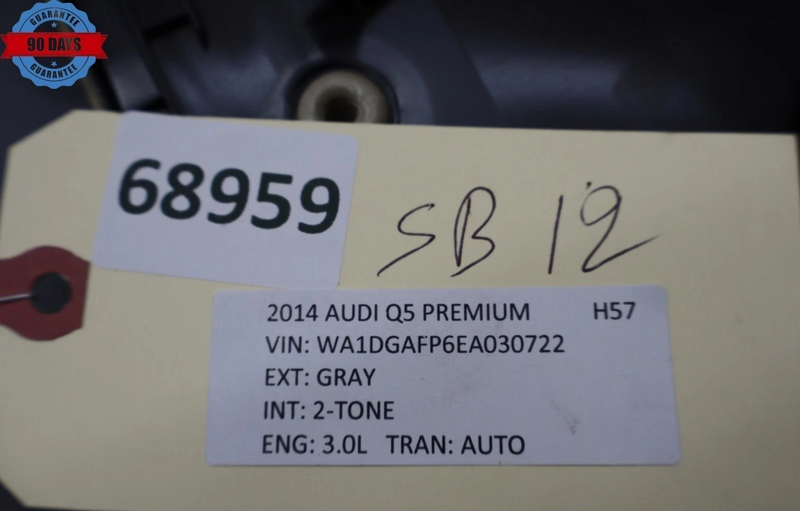 GUARANTEE
90 DAYS
GUARANTEE
68959
SB 12
2014 AUDI Q5 PREMIUM H57
VIN: WA1DGAFP6EA030722
EXT: GRAY
INT: 2-TONE
ENG: 3.0L TRAN: AUTO